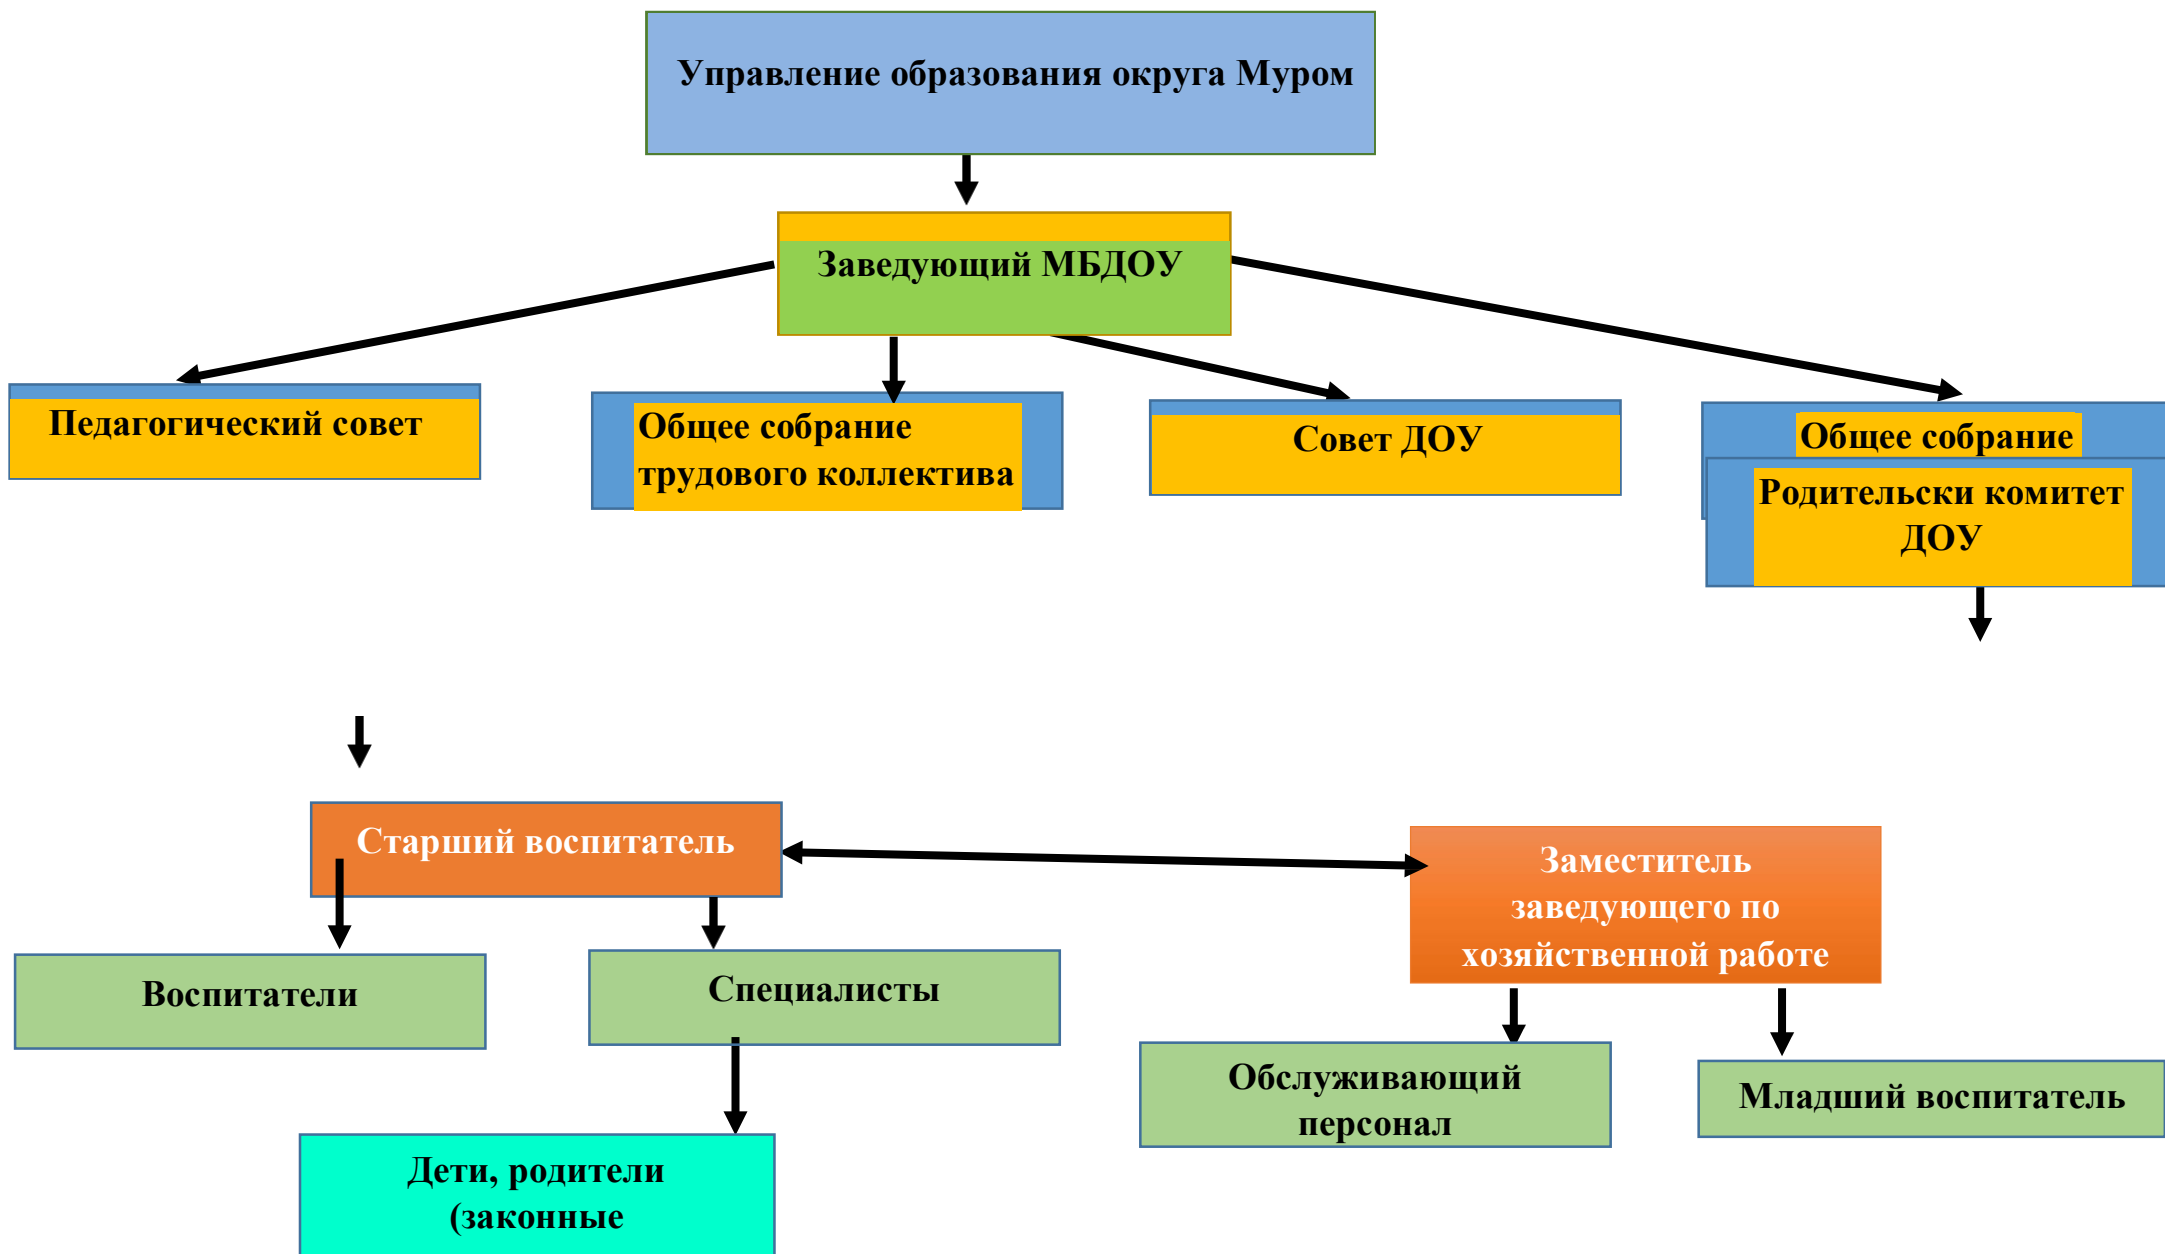 Управление образования округа Муром
Заведующий МБДОУ
Педагогический совет
Общее собрание
трудового коллектива
Совет ДОУ
Общее собрание
Родительски комитет
ДОУ
Старший воспитатель
Заместитель
заведующего по
хозяйственной работе
Воспитатели
Специалисты
Обслуживающий
персонал
Младший воспитатель
Дети, родители
(законные